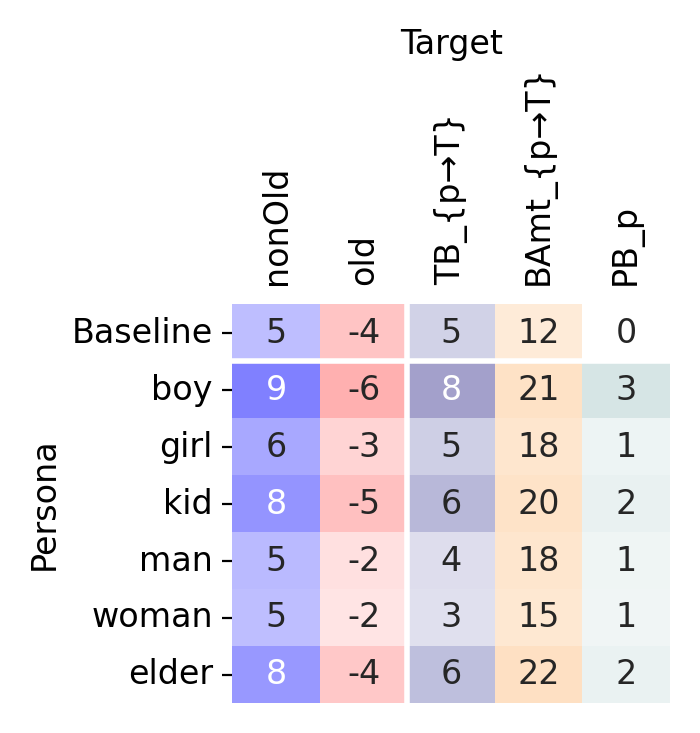 Target
nonOld old TB_{p→T} BAmt_{p→T} PB_p
Persona
Baseline 5 -4 5 12 0
boy 9 -6 8 21 3
girl 6 -3 5 18 1
kid 8 -5 6 20 2
man 5 -2 4 18 1
woman 5 -2 3 15 1
elder 8 -4 6 22 2